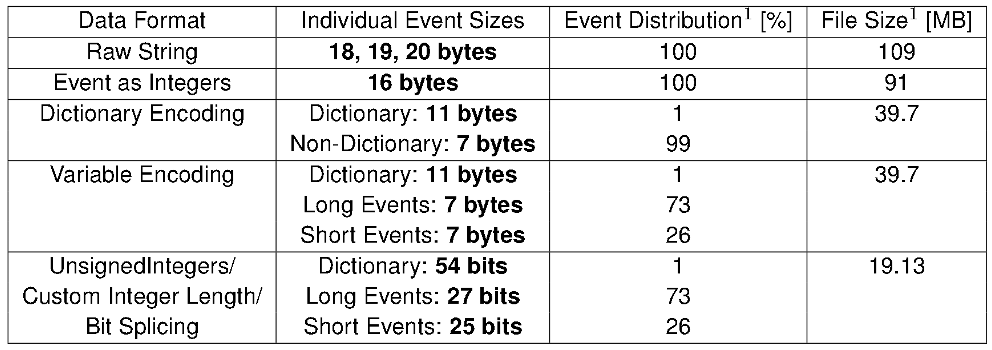 Data Format Individual Event Sizes Event Distribution¹ [%] File Size¹ [MB]
Raw String 18, 19, 20 bytes 100 109
Event as Integers 16 bytes 100 91
Dictionary Encoding Dictionary: 11 bytes 1 39.7
Non-Dictionary: 7 bytes 99
Variable Encoding Dictionary: 11 bytes 1 39.7
Long Events: 7 bytes 73
Short Events: 7 bytes 26
UnsignedIntegers/ Dictionary: 54 bits 1 19.13
Custom Integer Length/ Long Events: 27 bits 73
Bit Splicing Short Events: 25 bits 26